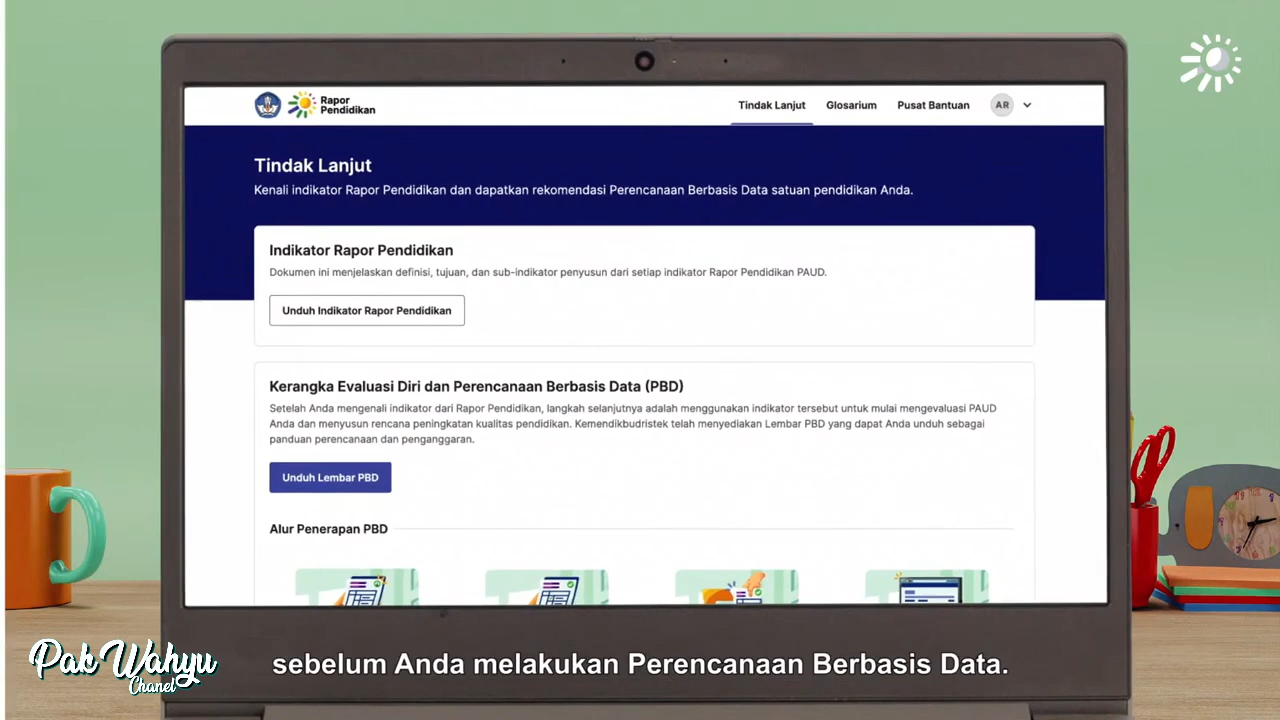 Rapor
Pendidikan
Tindak Lanjut
Glosarium
Pusat Bantuan
AR
Tindak Lanjut
Kenali indikator Rapor Pendidikan dan dapatkan rekomendasi Perencanaan Berbasis Data satuan pendidikan Anda.
Indikator Rapor Pendidikan
Dokumen ini menjelaskan definisi, tujuan, dan sub-indikator penyusun dari setiap indikator Rapor Pendidikan PAUD.
Unduh Indikator Rapor Pendidikan
Kerangka Evaluasi Diri dan Perencanaan Berbasis Data (PBD)
Setelah Anda mengenali indikator dari Rapor Pendidikan, langkah selanjutnya adalah menggunakan indikator tersebut untuk mulai mengevaluasi PAUD
Anda dan menyusun rencana peningkatan kualitas pendidikan. Kemendikbudristek telah menyediakan Lembar PBD yang dapat Anda unduh sebagai
panduan perencanaan dan penganggaran.
Unduh Lembar PBD
Alur Penerapan PBD
Pak Wahyu
Chanel
sebelum Anda melakukan Perencanaan Berbasis Data.